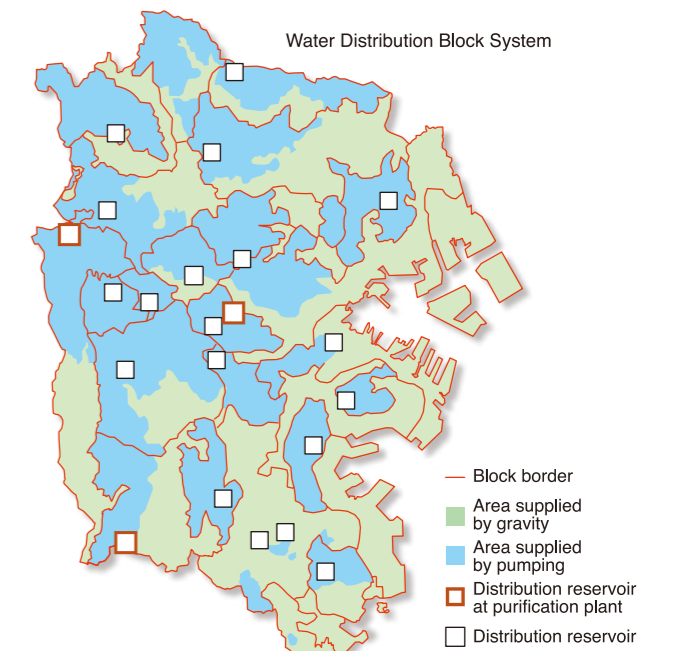 Water Distribution Block System
Block border
Area supplied
by gravity
Area supplied
by pumping
Distribution reservoir
at purification plant
Distribution reservoir